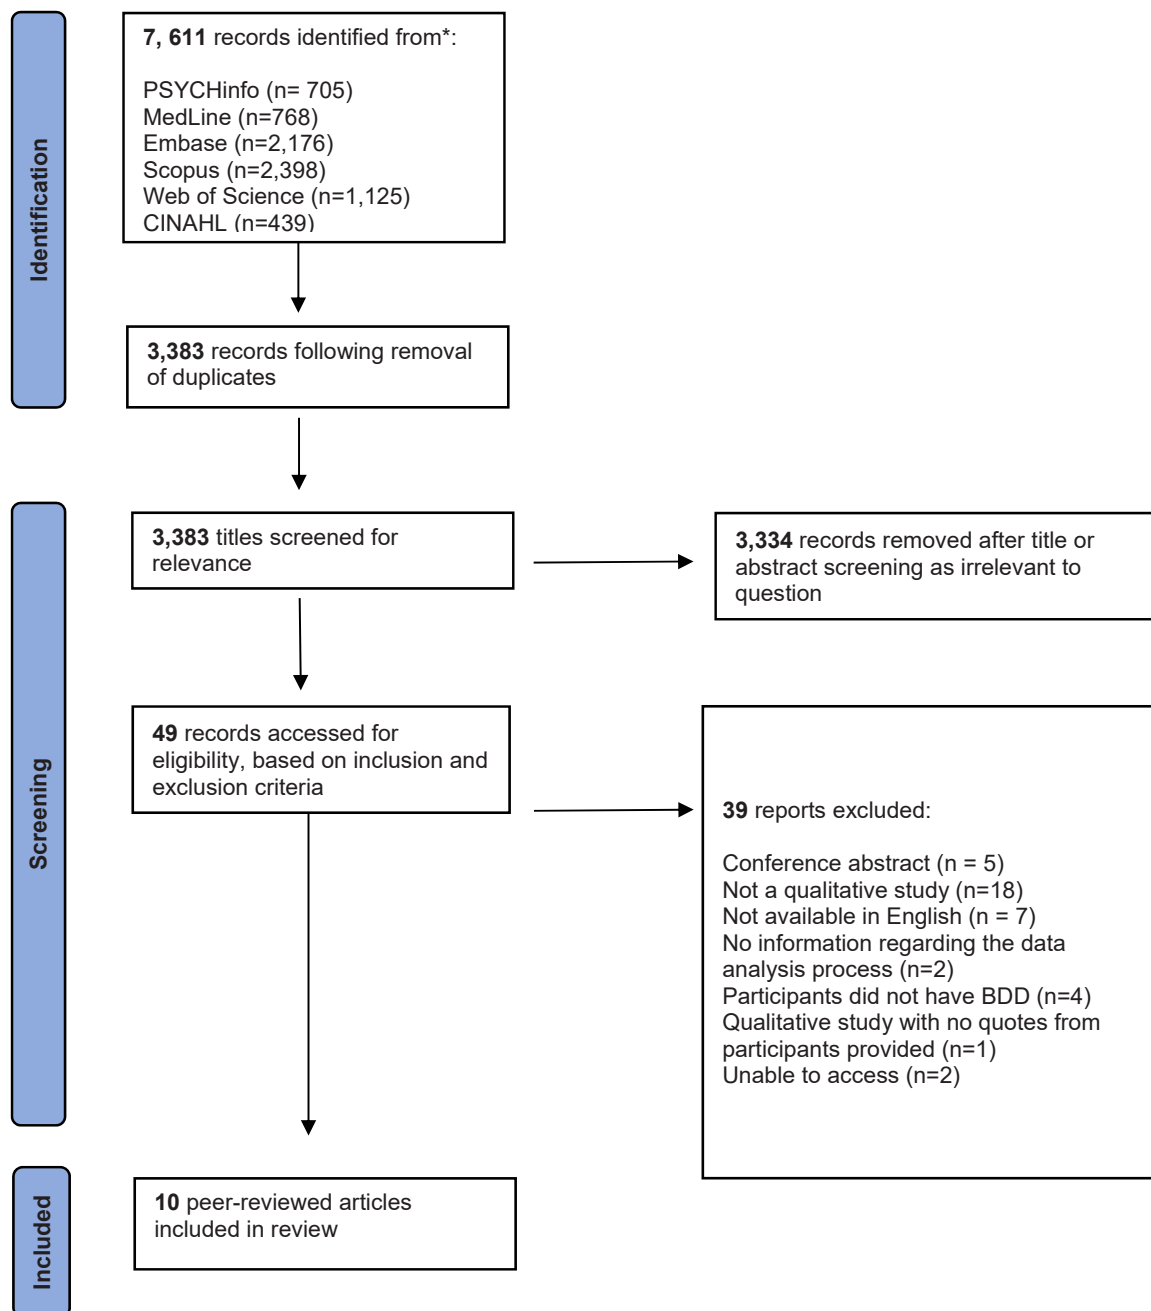 Identification
7, 611 records identified from*:
PSYCHinfo (n= 705)
MedLine (n=768)
Embase (n=2,176)
Scopus (n=2,398)
Web of Science (n=1,125)
CINAHL (n=439)
3,383 records following removal
of duplicates
Screening
3,383 titles screened for
relevance
3,334 records removed after title or
abstract screening as irrelevant to
question
49 records accessed for
eligibility, based on inclusion and
exclusion criteria
39 reports excluded:
Conference abstract (n = 5)
Not a qualitative study (n=18)
Not available in English (n = 7)
No information regarding the data
analysis process (n=2)
Participants did not have BDD (n=4)
Qualitative study with no quotes from
participants provided (n=1)
Unable to access (n=2)
Included
10 peer-reviewed articles
included in review